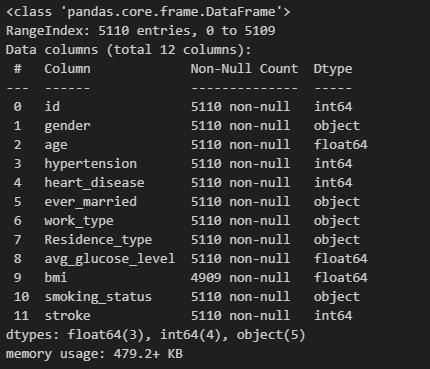 <class 'pandas.core.frame.DataFrame'>
RangeIndex: 5110 entries, 0 to 5109
Data columns (total 12 columns):
 #   Column             Non-Null Count  Dtype
---  ------             --------------  -----
 0   id                 5110 non-null   int64
 1   gender             5110 non-null   object
 2   age                5110 non-null   float64
 3   hypertension       5110 non-null   int64
 4   heart_disease      5110 non-null   int64
 5   ever_married       5110 non-null   object
 6   work_type          5110 non-null   object
 7   Residence_type     5110 non-null   object
 8   avg_glucose_level  5110 non-null   float64
 9   bmi                4909 non-null   float64
 10  smoking_status     5110 non-null   object
 11  stroke             5110 non-null   int64
dtypes: float64(3), int64(4), object(5)
memory usage: 479.2+ KB